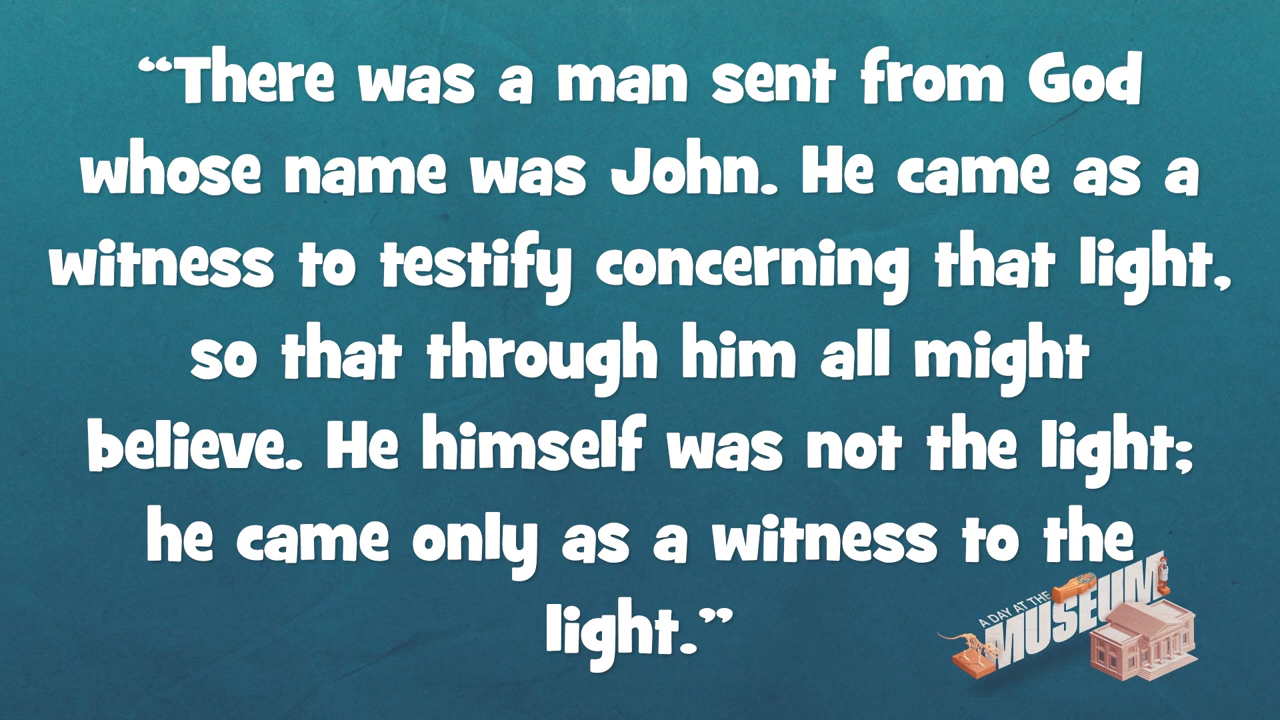 “There was a man sent from God
whose name was John. He came as a
witness to testify concerning that light,
so that through him all might
believe. He himself was not the light;
he came only as a witness to the
light.”
A DAY AT THE
MUSEUM